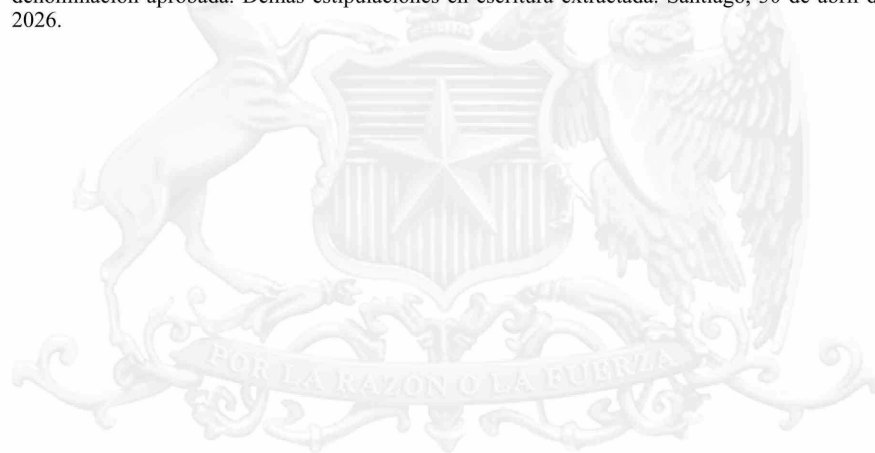 denominación aprobada. Demás estipulaciones en escritura extractada. Santiago, 30 de abril d
2026.
POR LA RAZON O LA FUERZA